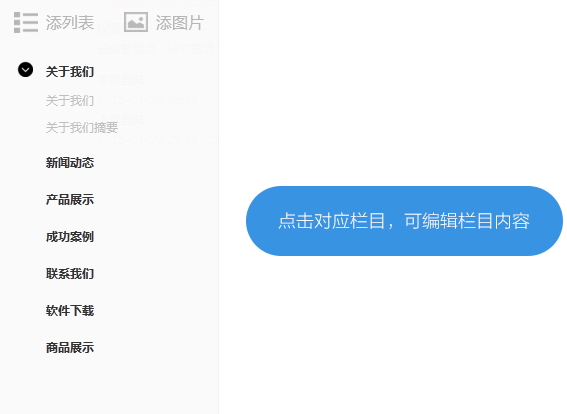 添列表 添图片
关于我们
关于我们
关于我们摘要
新闻动态
产品展示
成功案例
联系我们
软件下载
商品展示
点击对应栏目，可编辑栏目内容